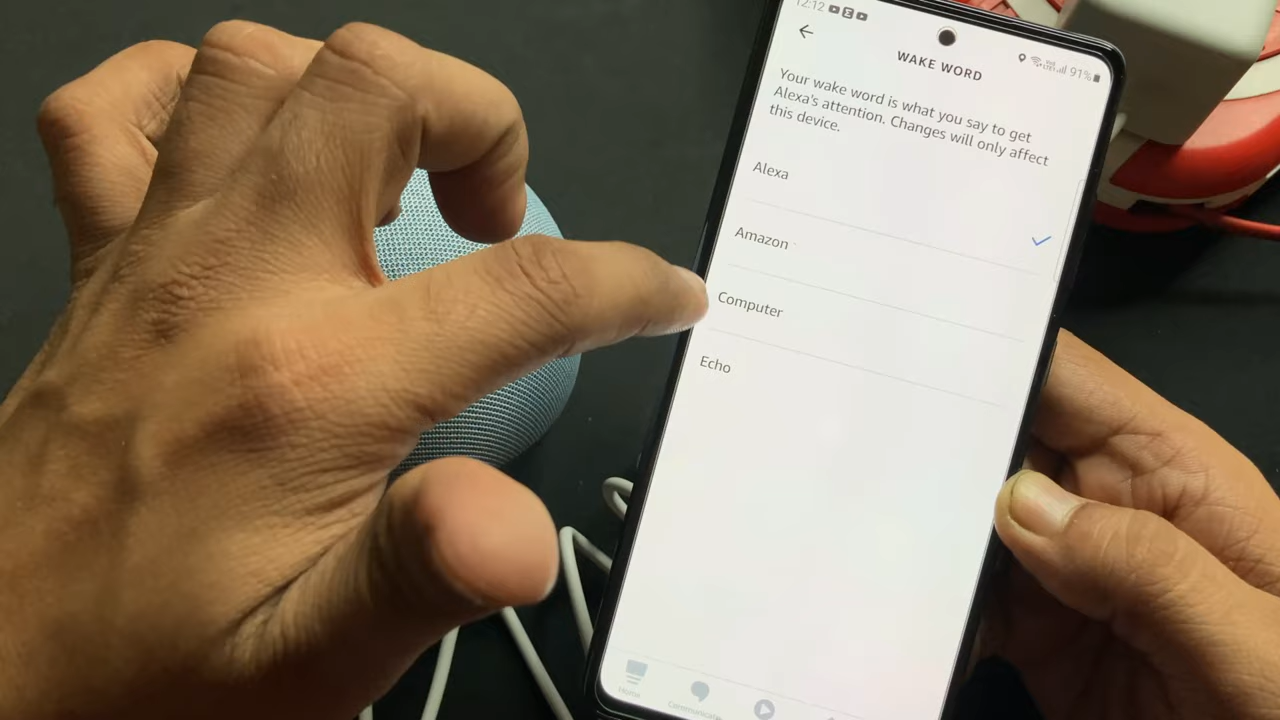 12:12
91%
WAKE WORD
Your wake word is what you say to get
Alexa's attention. Changes will only affect
this device.
Alexa
Amazon
Computer
Echo
Home
Communicate